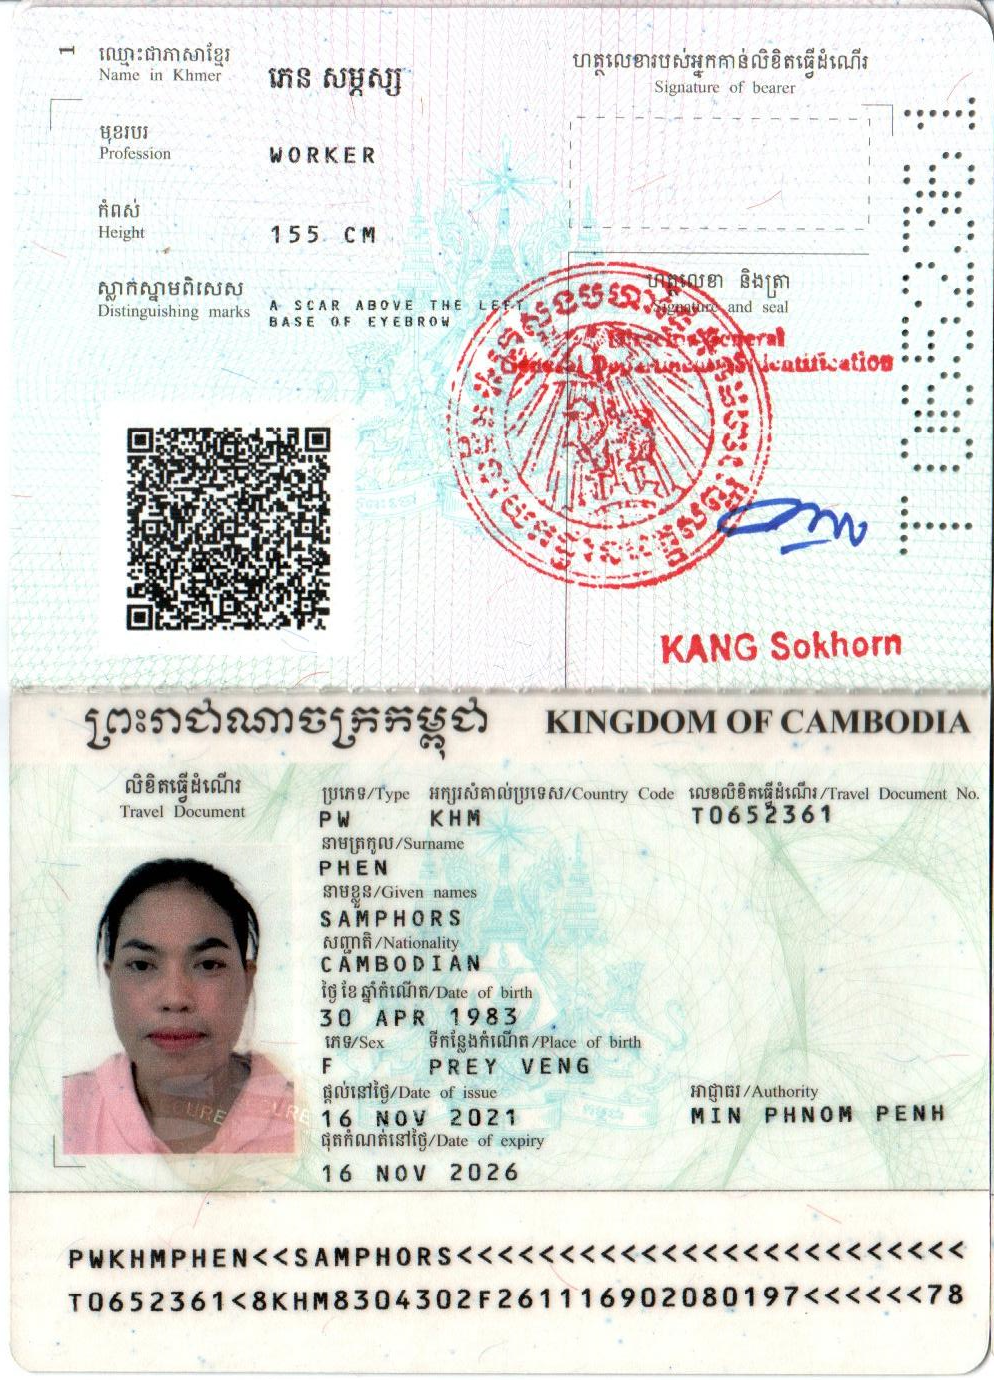 1
ឈ្មោះជាភាសាខ្មែរ
Name in Khmer
ភេន សម្ភស្ស
ហត្ថលេខារបស់អ្នកកាន់លិខិតធ្វើដំណើរ
Signature of bearer
មុខរបរ
Profession
WORKER
កំពស់
Height
155 CM
ស្លាកស្នាមពិសេស
Distinguishing marks
A SCAR ABOVE THE LEFT
BASE OF EYEBROW
ហត្ថលេខា និងត្រា
Signature and seal
Director General
General Department of Identification
KANG Sokhorn
T0652361
ព្រះរាជាណាចក្រកម្ពុជា KINGDOM OF CAMBODIA
លិខិតធ្វើដំណើរ
Travel Document
ប្រភេទ/Type អក្សរសំគាល់ប្រទេស/Country Code លេខលិខិតធ្វើដំណើរ/Travel Document No.
PW KHM T0652361
នាមត្រកូល/Surname
PHEN
នាមខ្លួន/Given names
SAMPHORS
សញ្ជាតិ/Nationality
CAMBODIAN
ថ្ងៃ ខែ ឆ្នាំកំណើត/Date of birth
30 APR 1983
ភេទ/Sex ទីកន្លែងកំណើត/Place of birth
F PREY VENG
ផ្តល់នៅថ្ងៃ/Date of issue អាជ្ញាធរ/Authority
16 NOV 2021 MIN PHNOM PENH
ផុតកំណត់នៅថ្ងៃ/Date of expiry
16 NOV 2026
PWKHMPHEN<<SAMPHORS<<<<<<<<<<<<<<<<<<<<<<<<<
T0652361<8KHM8304302F261116902080197<<<<<<78